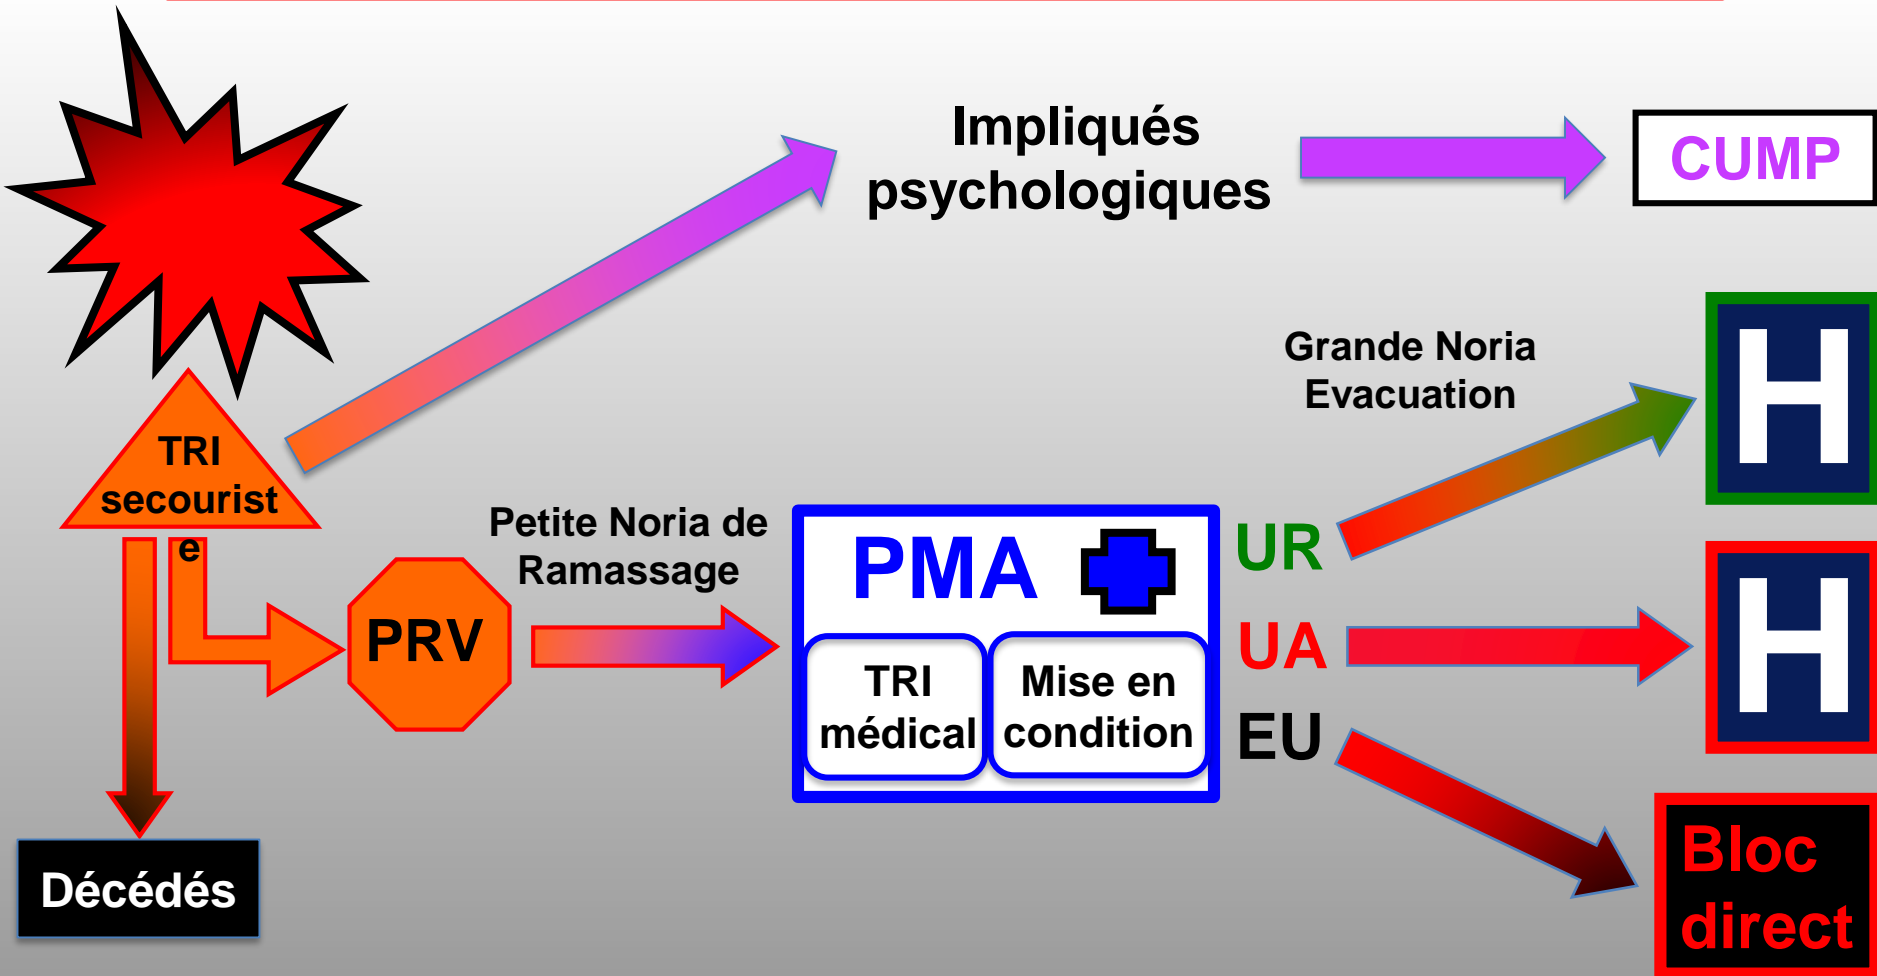 Impliqués
psychologiques
CUMP
Grande Noria
Evacuation
H
TRI
secourist
e
Petite Noria de
Ramassage
PRV
PMA
TRI
médical
Mise en
condition
UR
UA
EU
H
Bloc
direct
Décédés